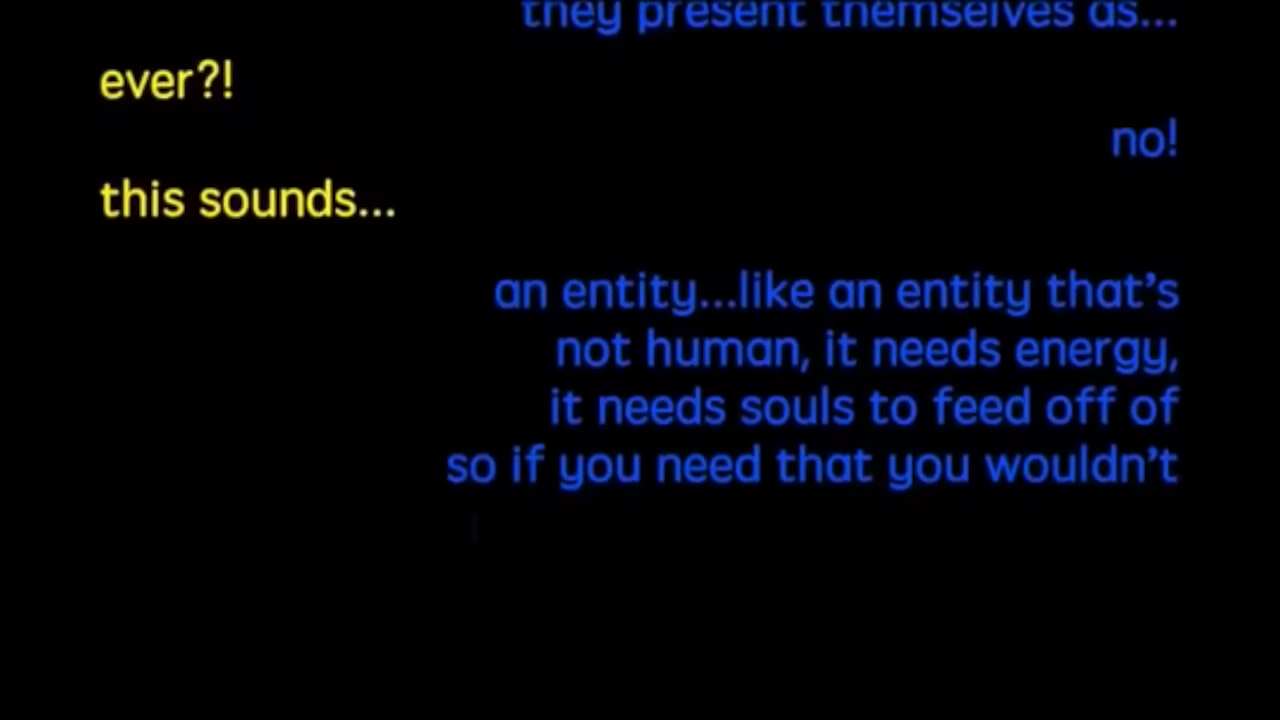 they present themselves as...
ever?!
no!
this sounds...
an entity...like an entity that's
not human, it needs energy,
it needs souls to feed off of
so if you need that you wouldn't